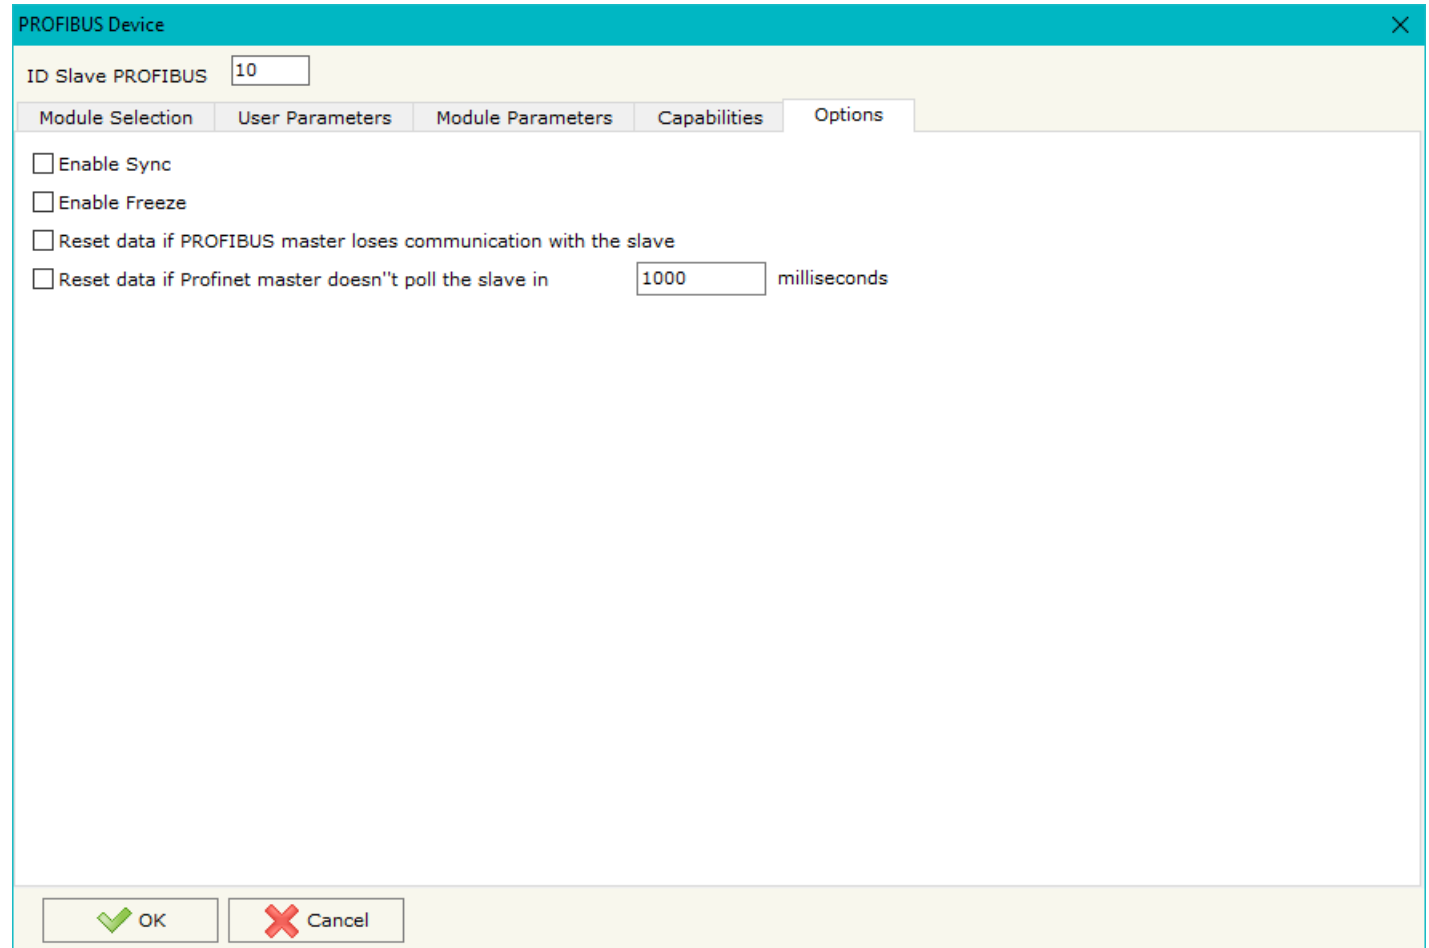 PROFIBUS Device
ID Slave PROFIBUS 10
Module Selection User Parameters Module Parameters Capabilities Options
Enable Sync
Enable Freeze
Reset data if PROFIBUS master loses communication with the slave
Reset data if Profinet master doesn''t poll the slave in 1000 milliseconds
OK Cancel